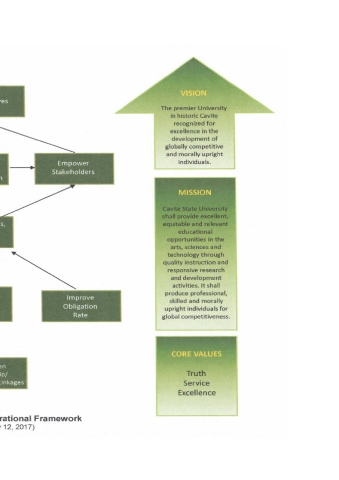 ves
Empower
Stakeholders
n
s,
Improve
Obligation
Rate
en
lo/
inkages
rational Framework
12, 2017)
VISION
The premier University
in historic Cavite
recognized for
excellence in the
development of
globally competitive
and morally upright
individuals.
MISSION
Cavite State University
shall provide excellent,
equitable and relevant
educational
opportunities in the
arts, sciences and
technology through
quality instruction and
responsive research
and development
activities. It shall
produce professional,
skilled and morally
upright individuals for
global competitiveness.
CORE VALUES
Truth
Service
Excellence